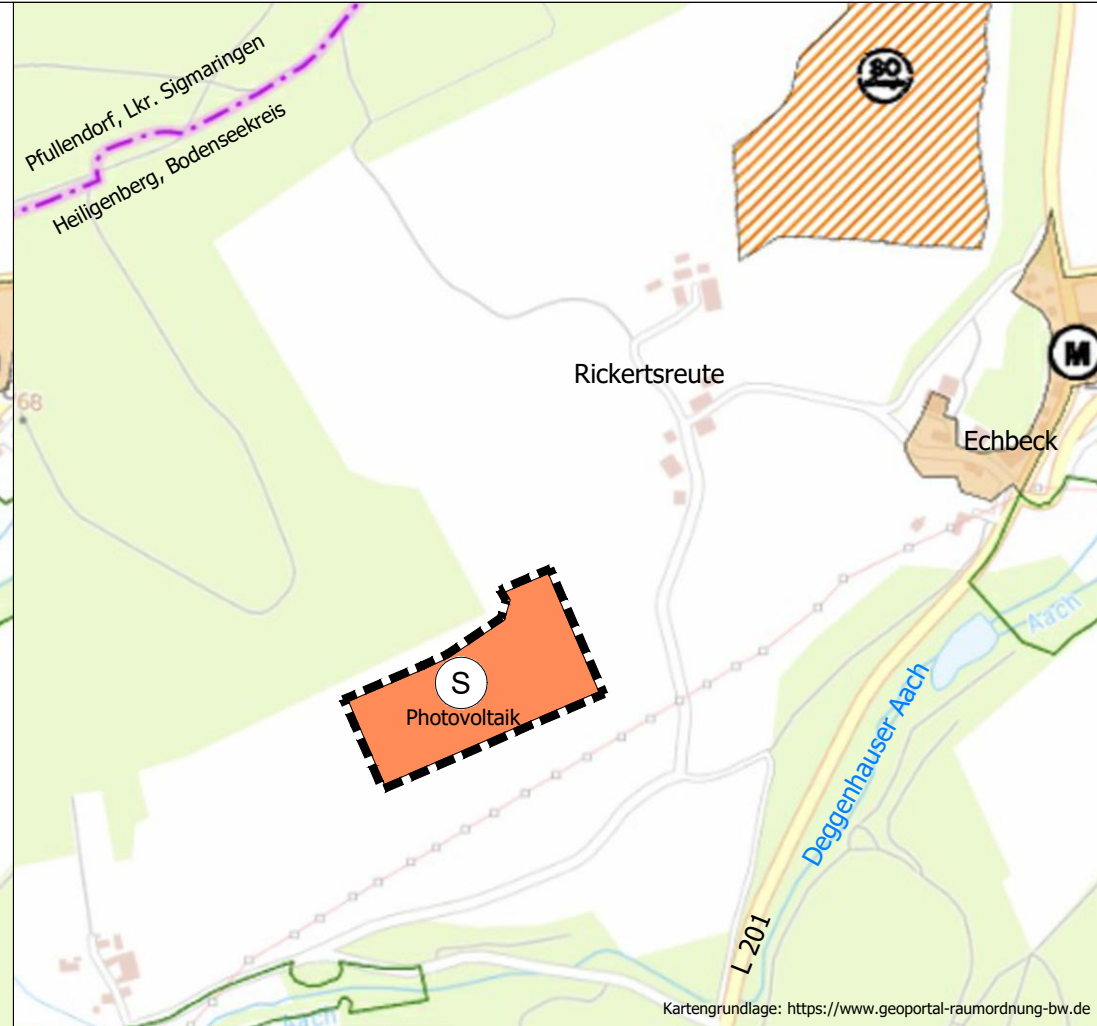 Pfullendorf, Lkr. Sigmaringen
Heiligenberg, Bodenseekreis
SO
Rickertsreute
M
68
Echbeck
S
Photovoltaik
Aach
Deggenhauser Aach
L 201
Aach
Kartengrundlage: https://www.geoportal-raumordnung-bw.de